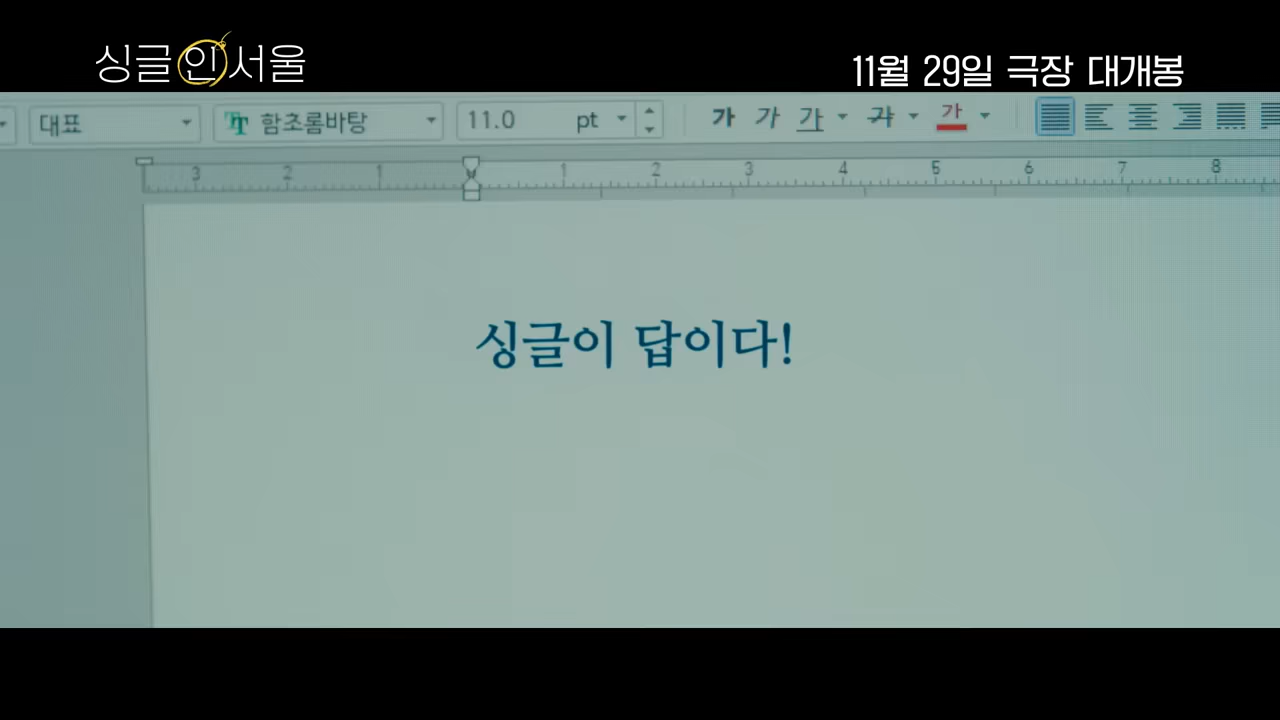 싱글인서울
11월 29일 극장 대개봉
대표 함초롬바탕 11.0 pt 가 가 가 가 가
3 2 1 1 2 3 4 5 6 7 8
싱글이 답이다!